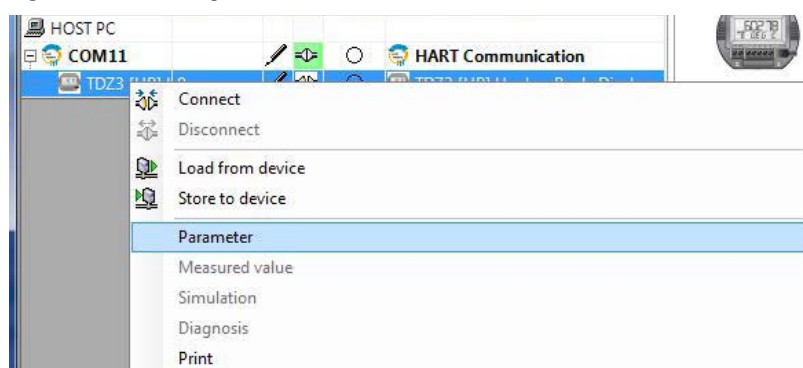 HOST PC
COM11 HART Communication
TDZ3
Connect
Disconnect
Load from device
Store to device
Parameter
Measured value
Simulation
Diagnosis
Print